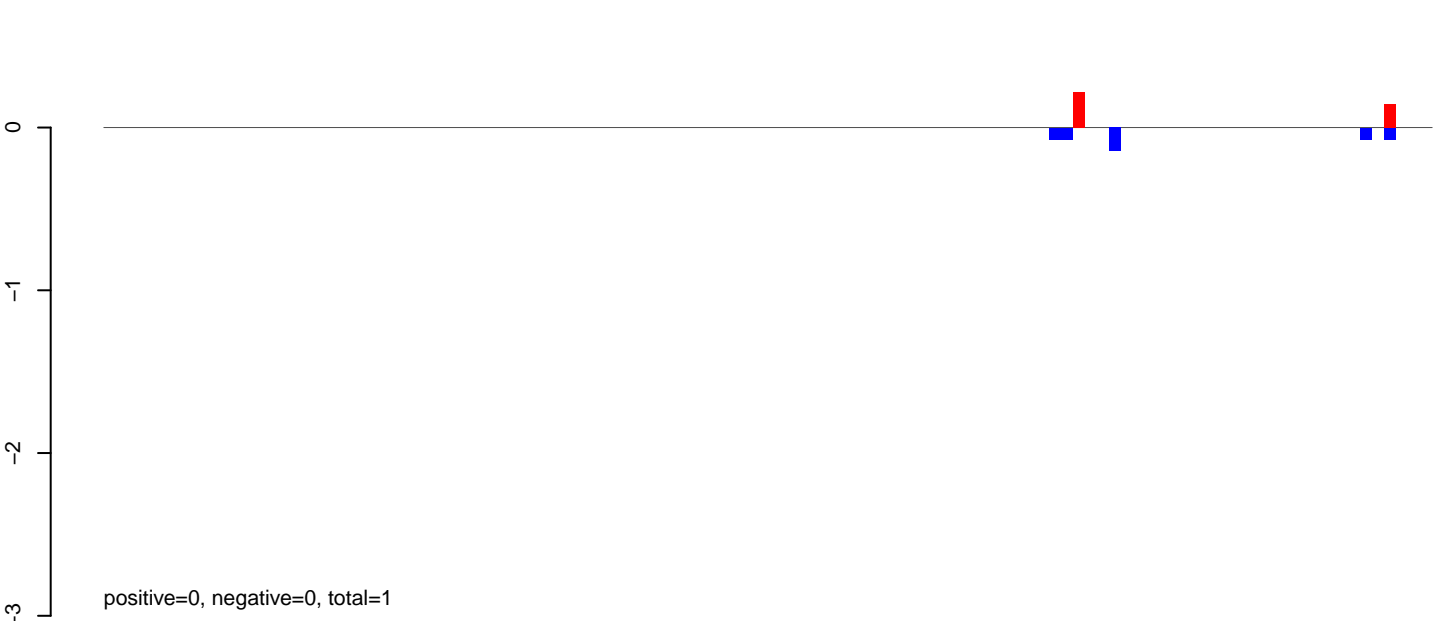 0
−1
−2
−3
positive=0, negative=0, total=1